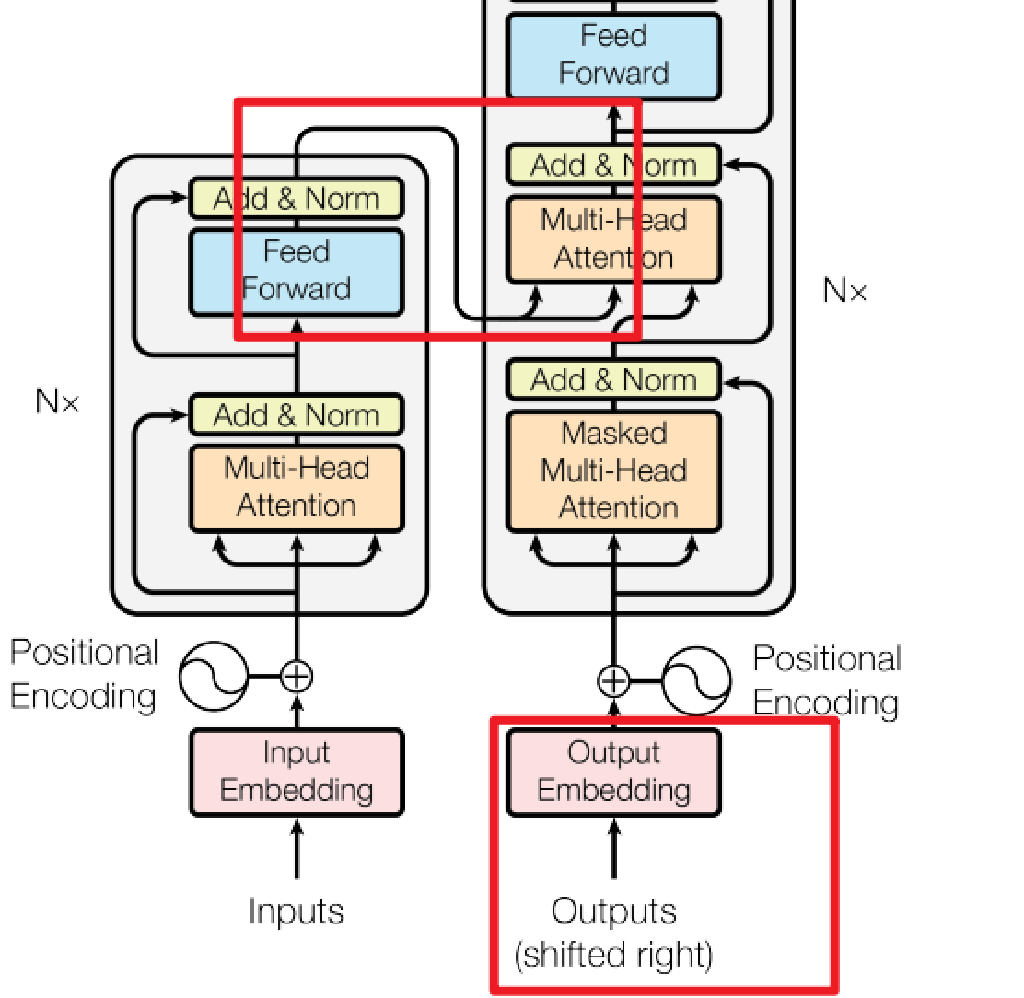 Feed
Forward
Add & Norm
Multi-Head
Attention
Add & Norm
Feed
Forward
Nx
Add & Norm
Masked
Multi-Head
Attention
Nx
Add & Norm
Multi-Head
Attention
Positional
Encoding
Positional
Encoding
Input
Embedding
Output
Embedding
Inputs
Outputs
(shifted right)